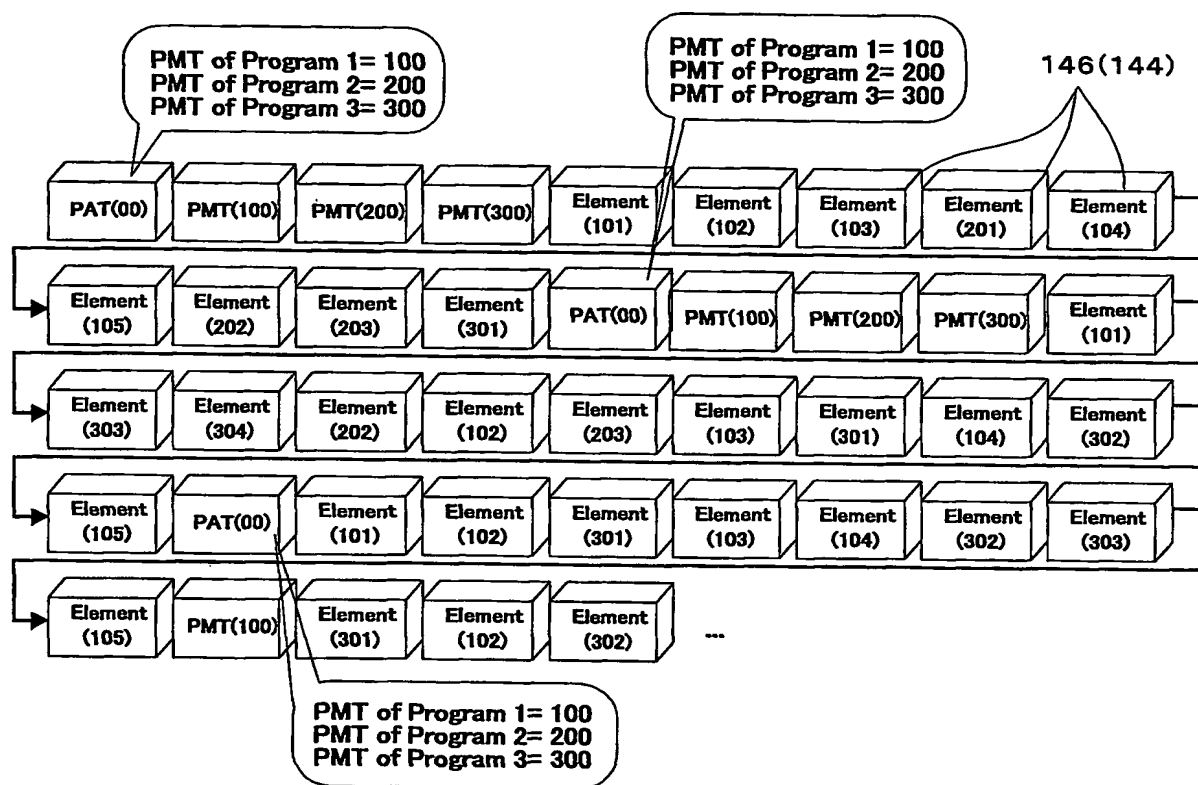 PMT of Program 1= 100
PMT of Program 2= 200
PMT of Program 3= 300
PMT of Program 1= 100
PMT of Program 2= 200
PMT of Program 3= 300
146(144)
PAT(00)
PMT(100)
PMT(200)
PMT(300)
Element
(101)
Element
(102)
Element
(103)
Element
(201)
Element
(104)
Element
(105)
Element
(202)
Element
(203)
Element
(301)
PAT(00)
PMT(100)
PMT(200)
PMT(300)
Element
(101)
Element
(303)
Element
(304)
Element
(202)
Element
(102)
Element
(203)
Element
(103)
Element
(301)
Element
(104)
Element
(302)
Element
(105)
PAT(00)
Element
(101)
Element
(102)
Element
(301)
Element
(103)
Element
(104)
Element
(302)
Element
(303)
Element
(105)
PMT(100)
Element
(301)
Element
(102)
Element
(302)
...
PMT of Program 1= 100
PMT of Program 2= 200
PMT of Program 3= 300